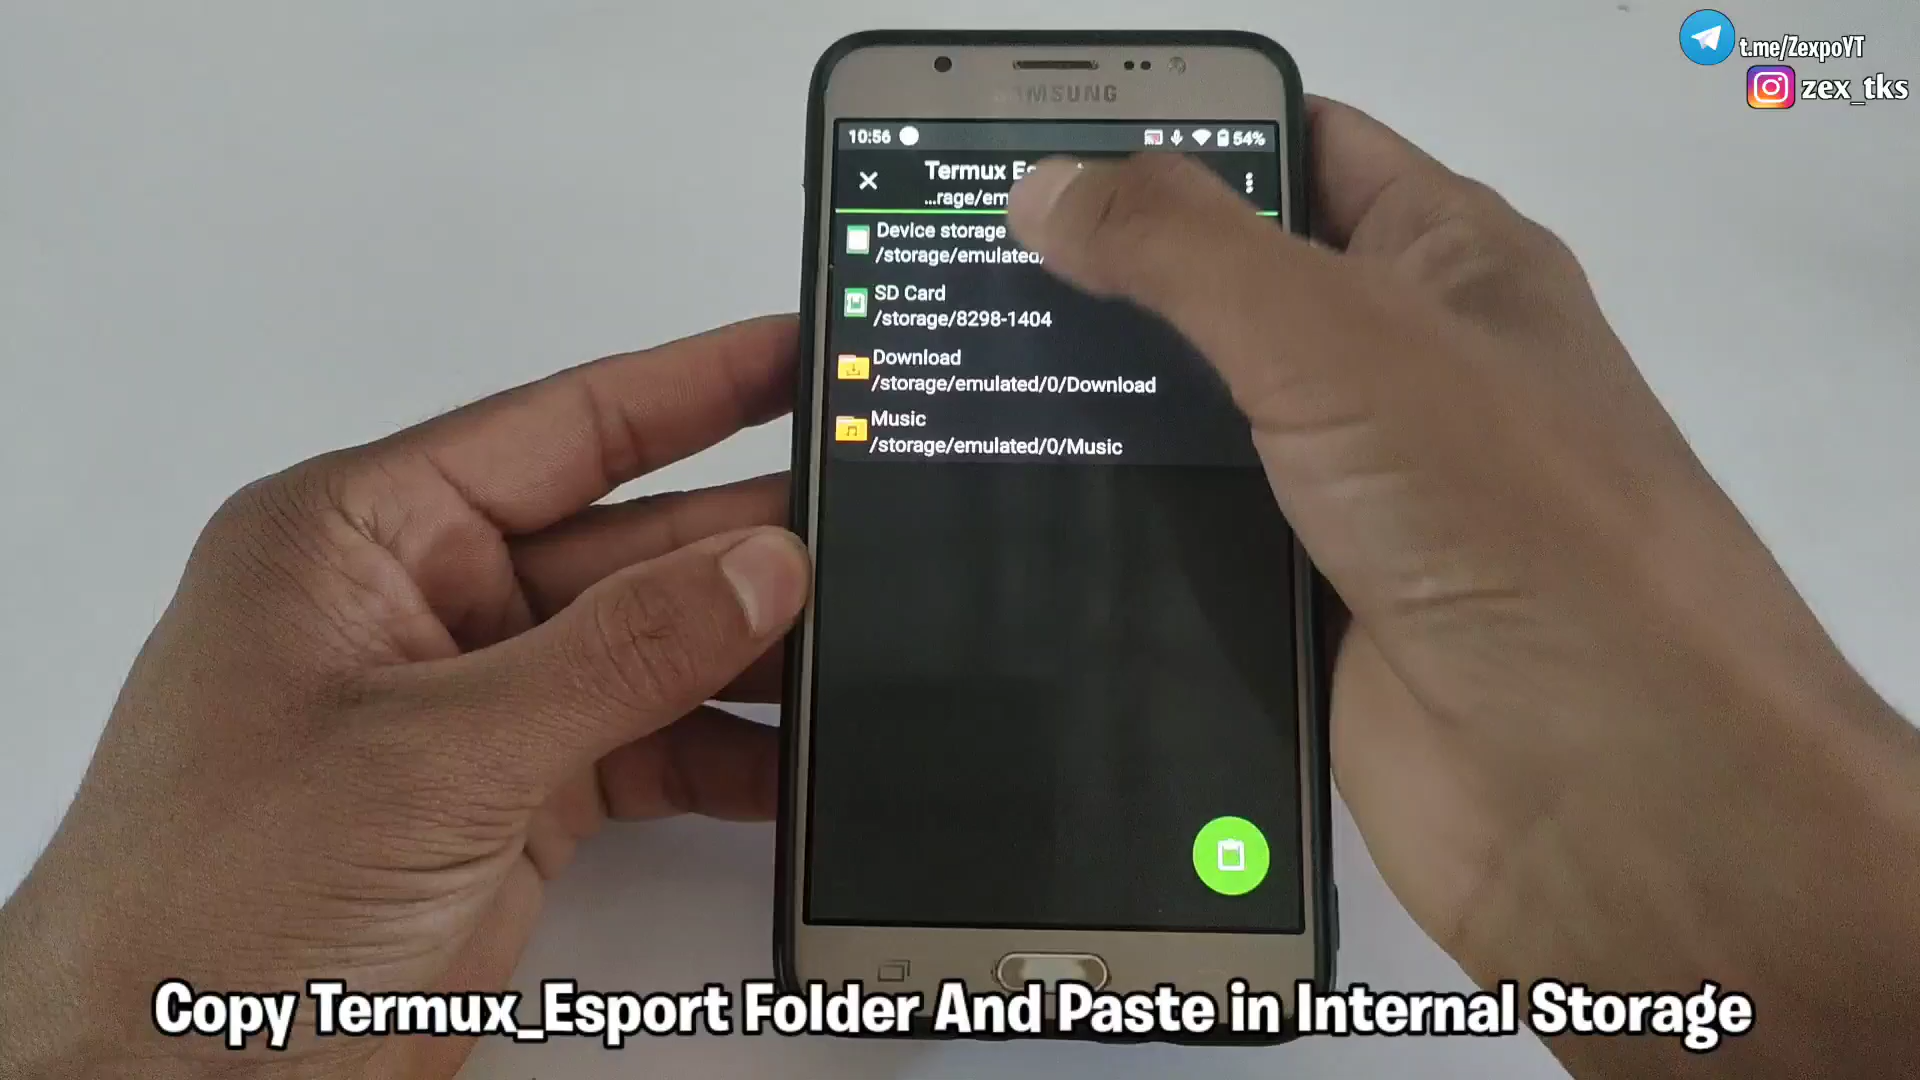 t.me/ZexpoYT
zex_tks
SAMSUNG
10:56
54%
Termux
...rage/em
Device storage
/storage/emulated/
SD Card
/storage/8298-1404
Download
/storage/emulated/0/Download
Music
/storage/emulated/0/Music
Copy Termux_Esport Folder And Paste in Internal Storage